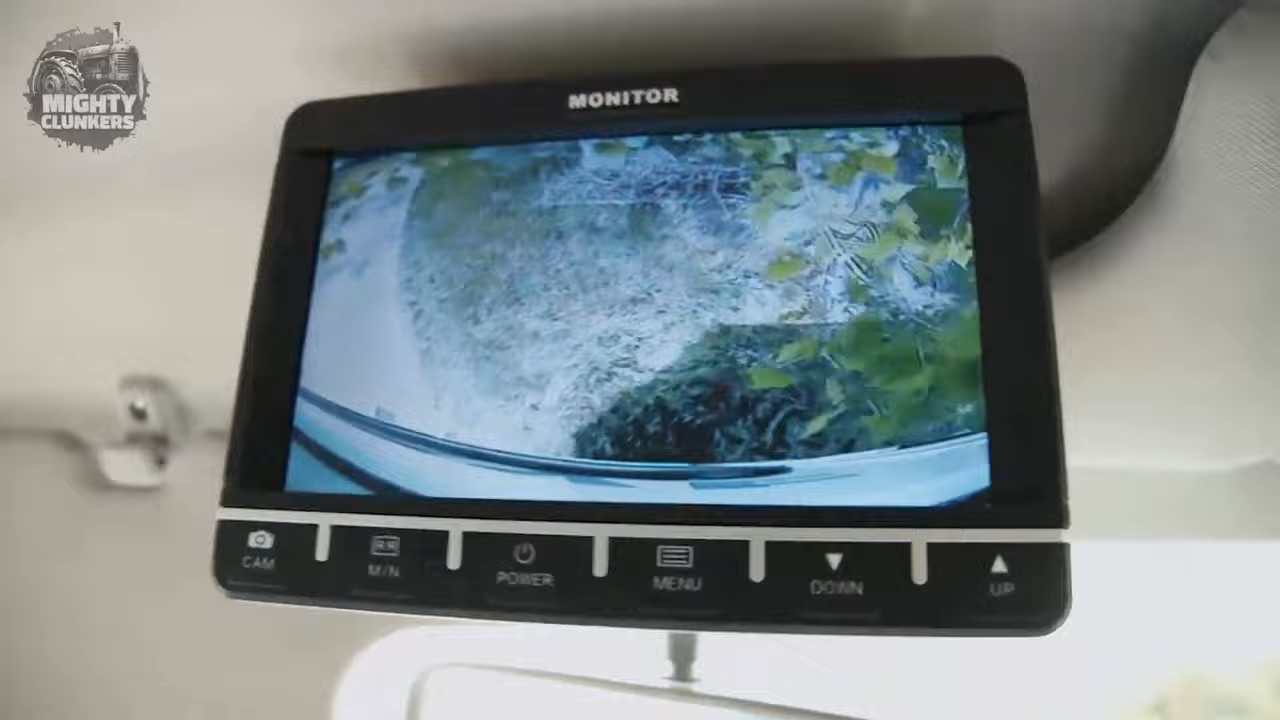 MIGHTY
CLUNKERS
MONITOR
CAM
M/N
POWER
MENU
DOWN
UP